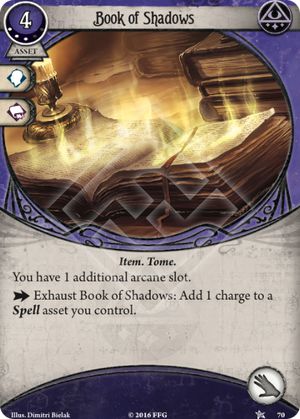 Book of Shadows
4
ASSET
Item. Tome.
You have 1 additional arcane slot.
Exhaust Book of Shadows: Add 1 charge to a
Spell asset you control.
Illus. Dimitri Bielak
© 2016 FFG
70